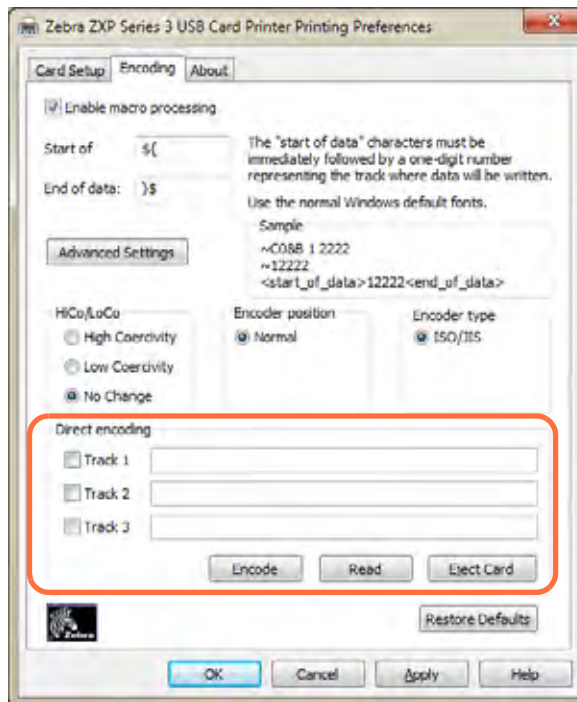 Zebra ZXP Series 3 USB Card Printer Printing Preferences
Card Setup Encoding About
Enable macro processing
Start of ${
The "start of data" characters must be
immediately followed by a one-digit number
representing the track where data will be written.
End of data: }$
Use the normal Windows default fonts.
Sample
Advanced Settings
~C0&B 1 2222
~12222
<start_of_data>12222<end_of_data>
HiCo/LoCo Encoder position Encoder type
High Coercivity Normal ISO/JIS
Low Coercivity
No Change
Direct encoding
Track 1
Track 2
Track 3
Encode Read Eject Card
Zebra
Restore Defaults
OK Cancel Apply Help